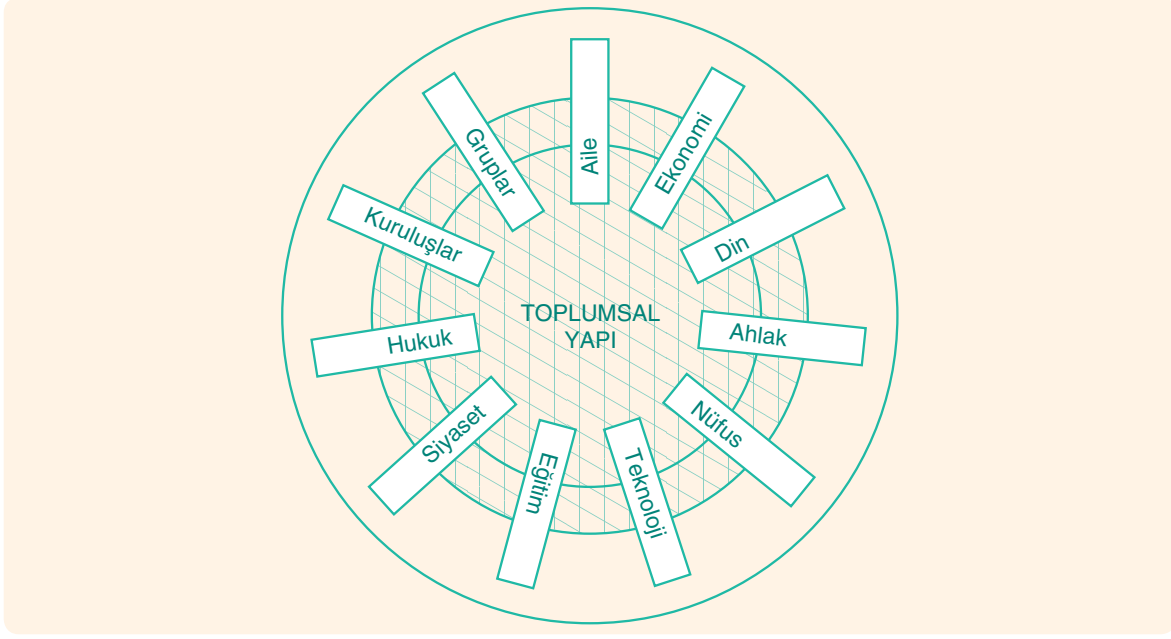 Aile
Ekonomi
Din
Ahlak
Nüfus
Teknoloji
Eğitim
Siyaset
Hukuk
Kuruluşlar
Gruplar
TOPLUMSAL
YAPI